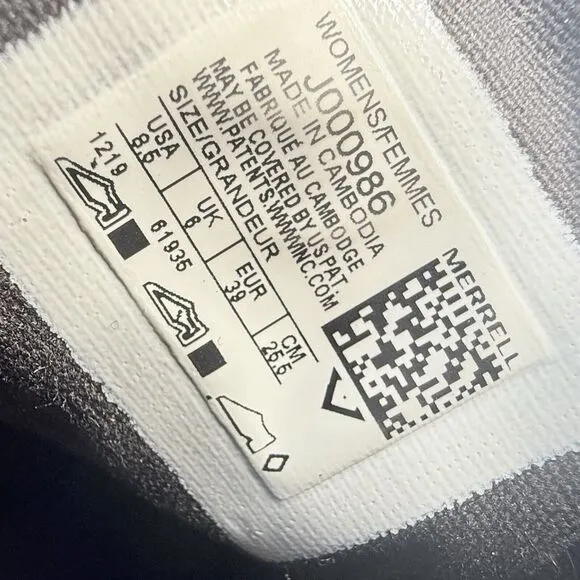 WOMENS/FEMMES
J000986
MADE IN CAMBODIA
FABRIQUÉ AU CAMBODGE
MAY BE COVERED BY US PAT.
WWW.PATENTS.WWWINC.COM
SIZE/GRANDEUR
USA UK EUR CM
8.5 6 39 25.5
1219 61935
MERRELL